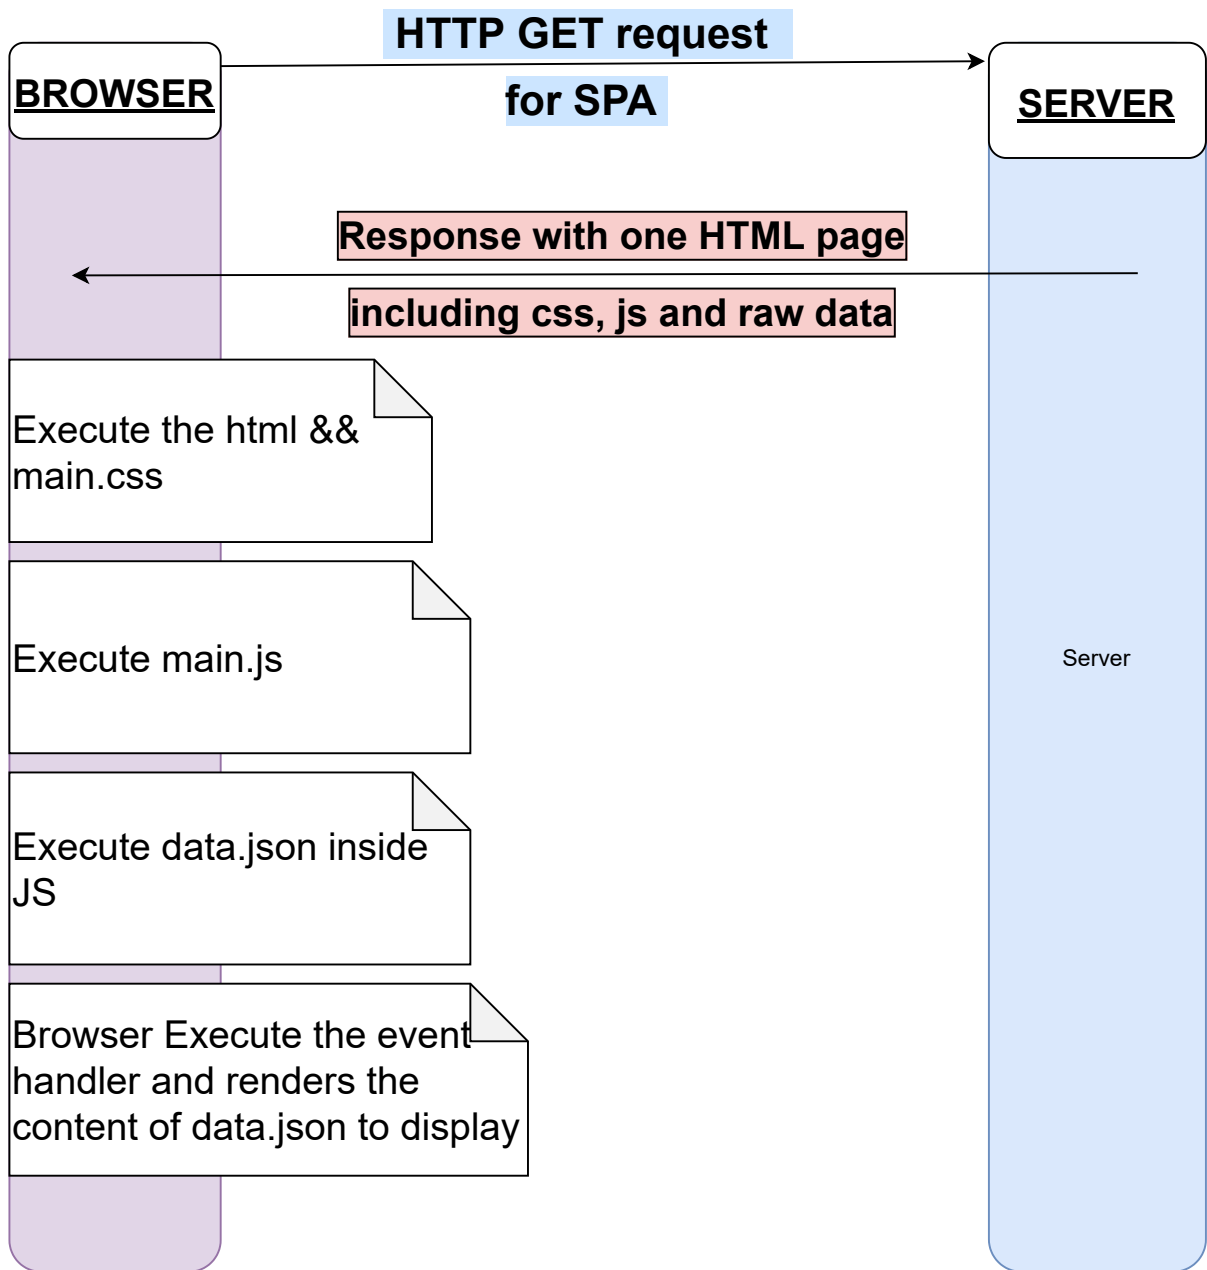 HTTP GET request
for SPA
BROWSER
SERVER
Response with one HTML page
including css, js and raw data
Execute the html &&
main.css
Execute main.js
Server
Execute data.json inside
JS
Browser Execute the event
handler and renders the
content of data.json to display